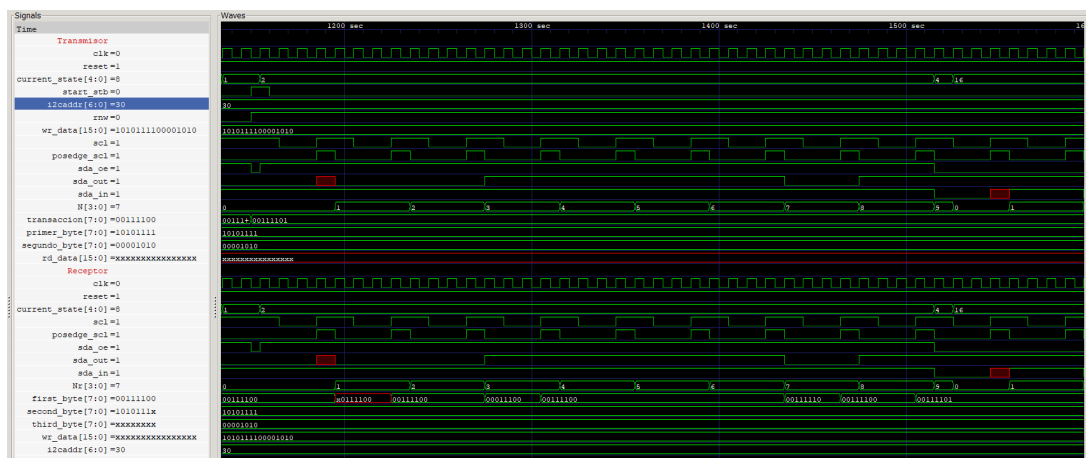 Signals
Waves
Time
1200 sec 1300 sec 1400 sec 1500 sec 16
Transmisor
clk=0
reset=1
current_state[4:0]=8 1 2 4 16
start_stb=0
i2caddr[6:0]=30 30
rnw=0
wr_data[15:0]=1010111100001010 1010111100001010
scl=1
posedge_scl=1
sda_oe=1
sda_out=1
sda_in=1
N[3:0]=7 0 1 2 3 4 5 6 7 8 9 0 1
transaccion[7:0]=00111100 00111+ 00111101
primer_byte[7:0]=10101111 10101111
segundo_byte[7:0]=00001010 00001010
rd_data[15:0]=xxxxxxxxxxxxxxxx xxxxxxxxxxxxxxxx
Receptor
clk=0
reset=1
current_state[4:0]=8 1 2 4 16
scl=1
posedge_scl=1
sda_oe=1
sda_out=1
sda_in=1
Nr[3:0]=7 0 1 2 3 4 5 6 7 8 9 0 1
first_byte[7:0]=00111100 00111100 x0111100 00111100 00011100 00111100 00111110 00111100 00111101
second_byte[7:0]=1010111x 10101111
third_byte[7:0]=xxxxxxxx 00001010
wr_data[15:0]=xxxxxxxxxxxxxxxx 1010111100001010
i2caddr[6:0]=30 30